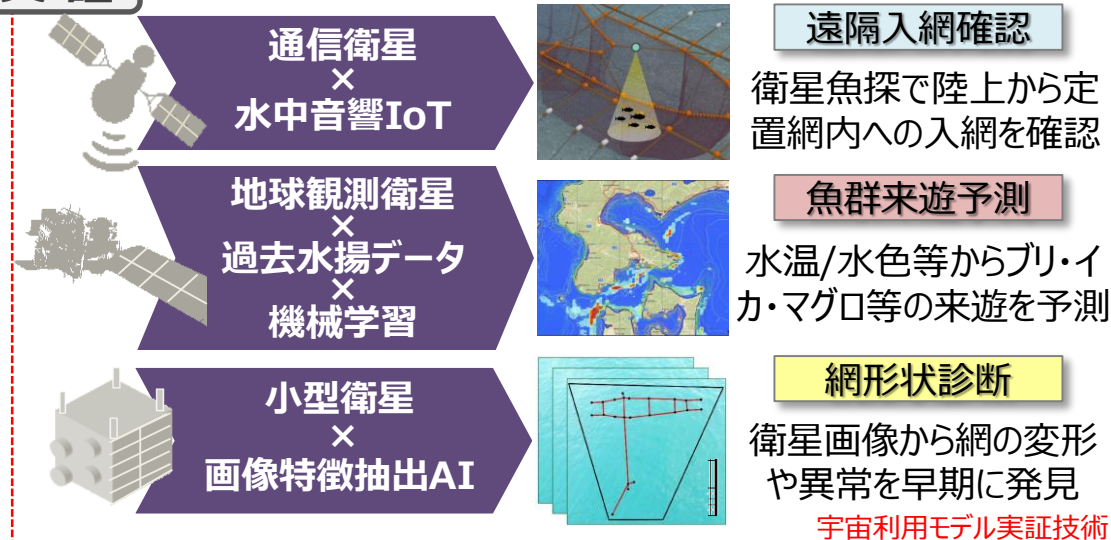 通信衛星
×
水中音響IoT
遠隔入網確認
衛星魚探で陸上から定
置網内への入網を確認
地球観測衛星
×
過去水揚データ
×
機械学習
魚群来遊予測
水温/水色等からブリ・イ
カ・マグロ等の来遊を予測
小型衛星
×
画像特徴抽出AI
網形状診断
衛星画像から網の変形
や異常を早期に発見
宇宙利用モデル実証技術